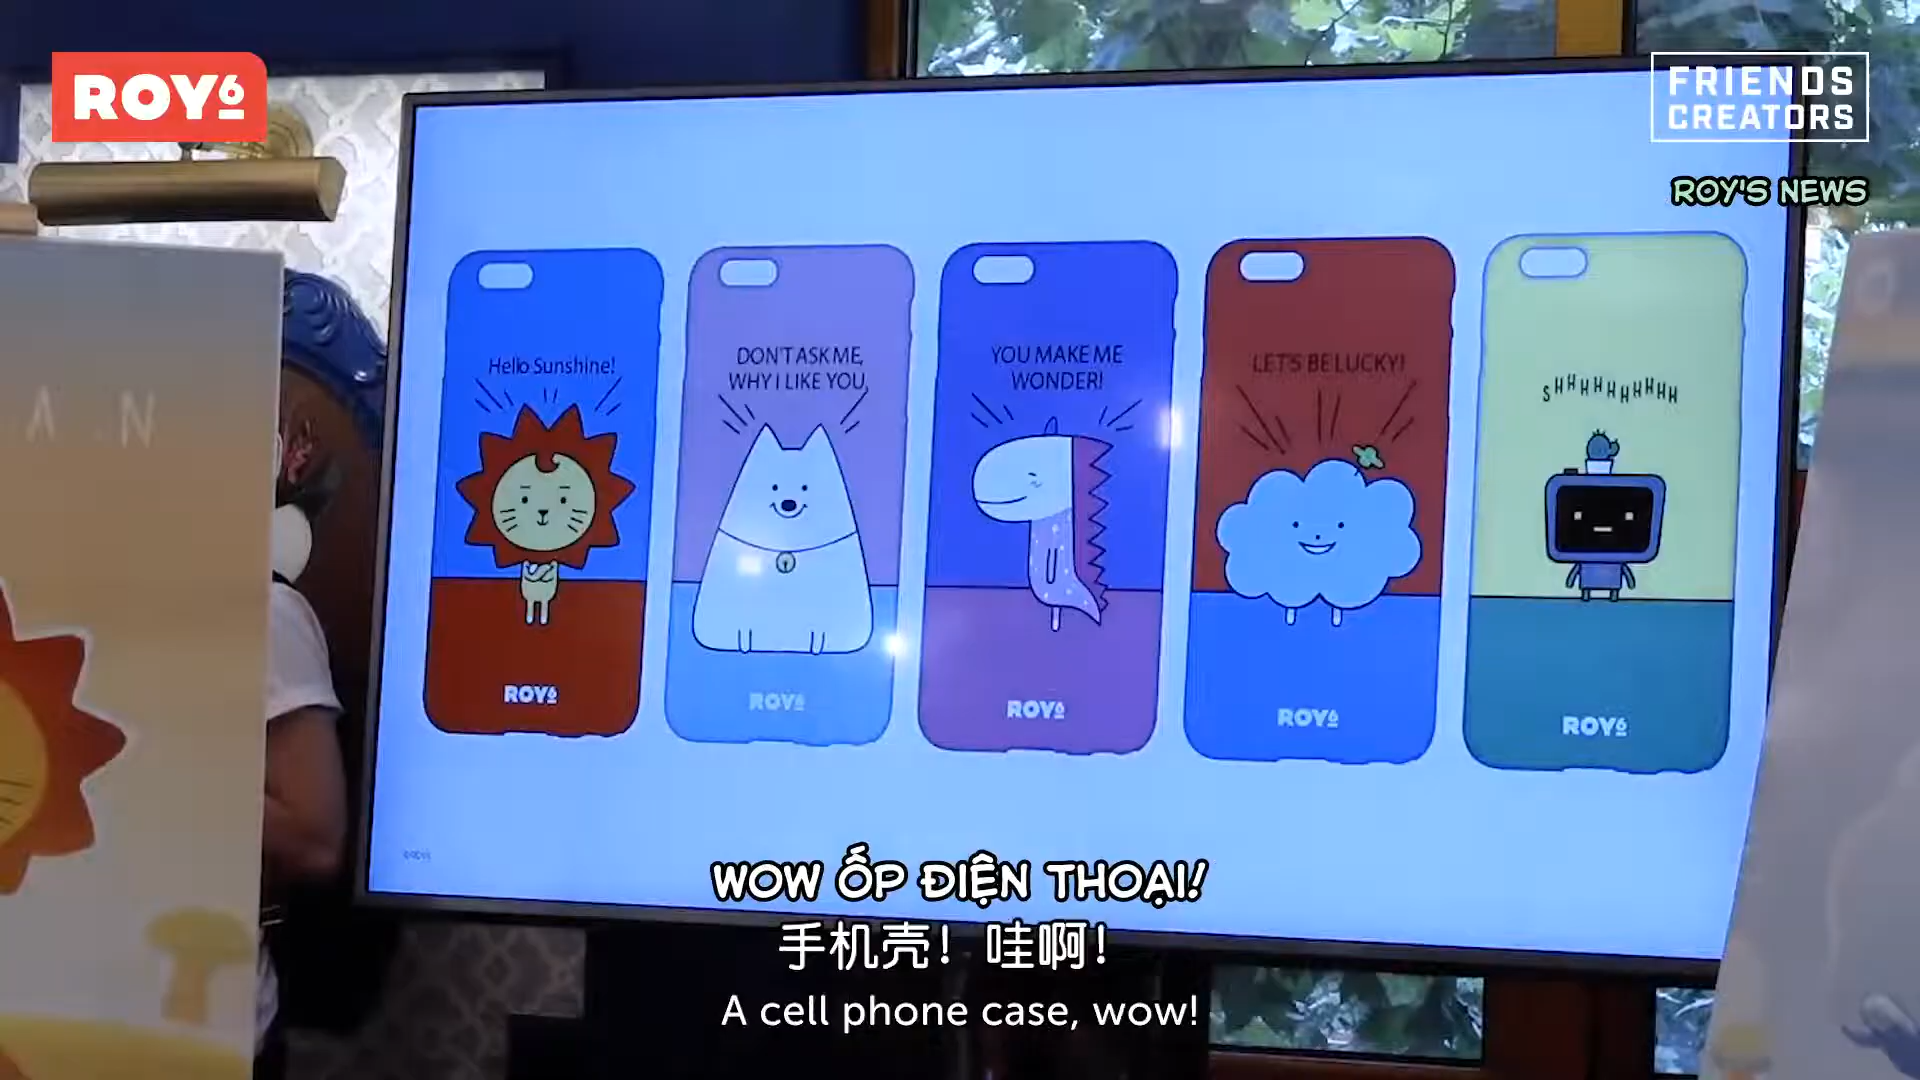 ROY6
FRIENDS
CREATORS
ROY'S NEWS
A.N
Hello Sunshine!
ROY6
DON'T ASK ME,
WHY I LIKE YOU,
ROY6
YOU MAKE ME
WONDER!
ROY6
LET'S BE LUCKY!
ROY6
SHHHHHHHHH
ROY6
WOW ỐP ĐIỆN THOẠI!
手机壳！哇啊！
A cell phone case, wow!